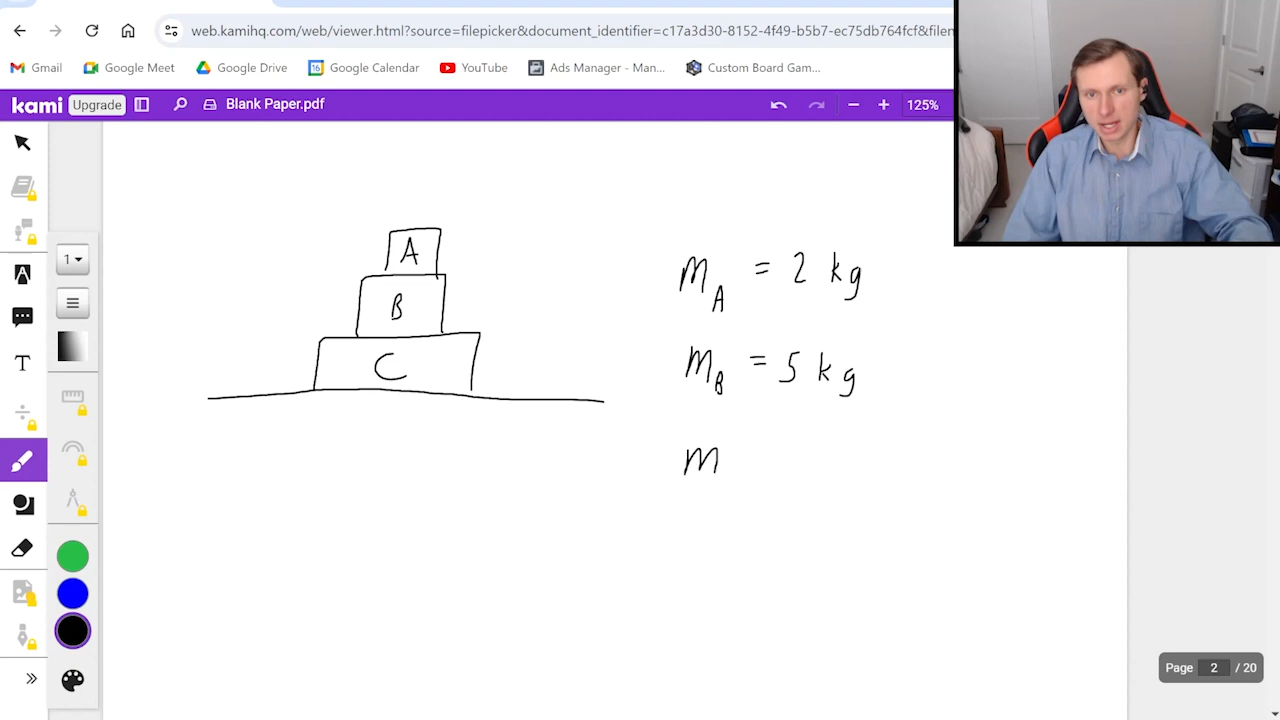 web.kamihq.com/web/viewer.html?source=filepicker&document_identifier=c17a3d30-8152-4f49-b5b7-ec75db764fcf&filen
Gmail Google Meet Google Drive 16 Google Calendar YouTube Ads Manager - Man... Custom Board Gam...
kami Upgrade Blank Paper.pdf 125%
1
A
B
C
m_A = 2 kg
m_B = 5 kg
m
T
Page 2 / 20